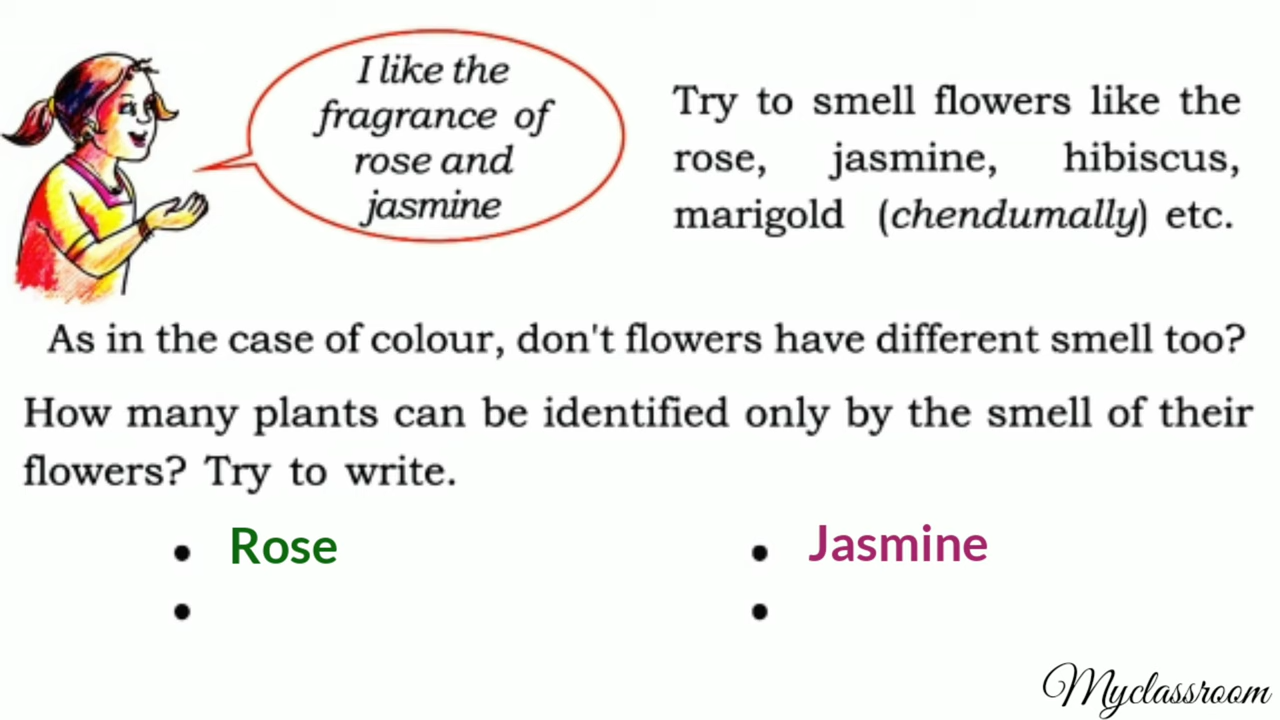 I like the
fragrance of
rose and
jasmine
Try to smell flowers like the
rose, jasmine, hibiscus,
marigold (chendumally) etc.
As in the case of colour, don't flowers have different smell too?
How many plants can be identified only by the smell of their
flowers? Try to write.
• Rose
• Jasmine
•
•
Myclassroom